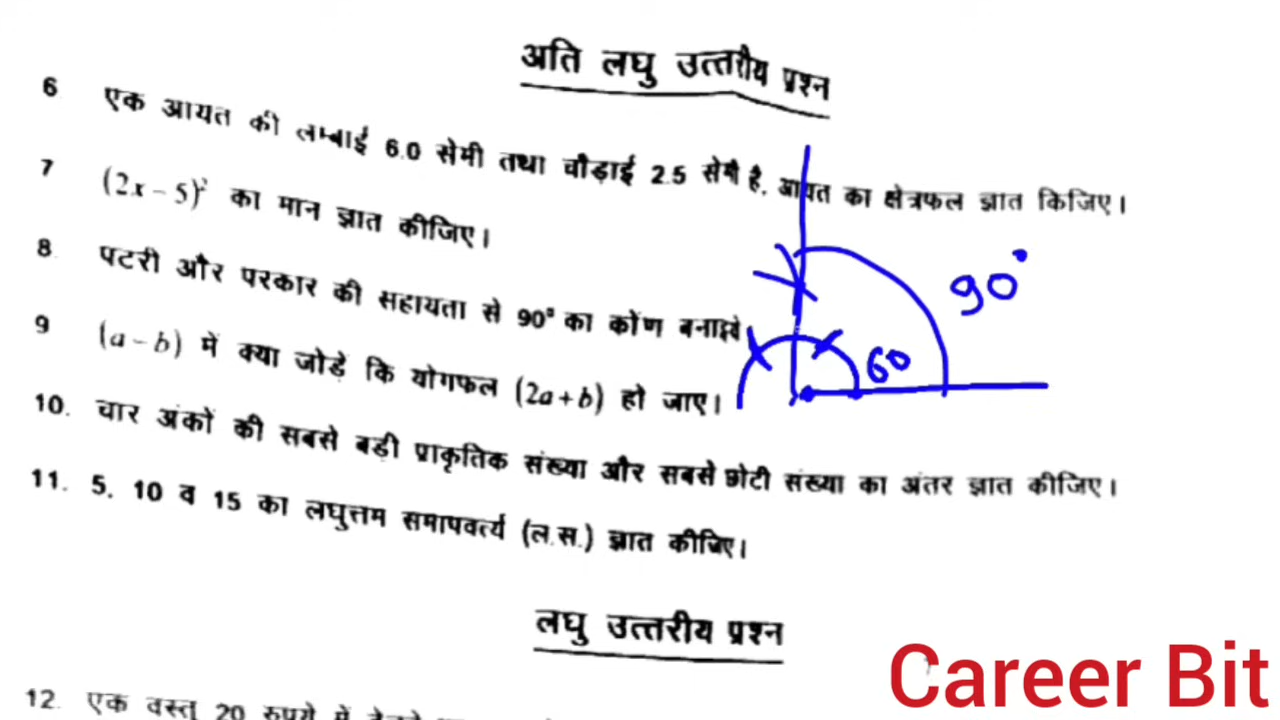 अति लघु उत्तरीय प्रश्न
6 एक आयत की लम्बाई 6.0 सेमी तथा चौड़ाई 2.5 सेमी है, आयत का क्षेत्रफल ज्ञात किजिए।
7 (2x – 5)² का मान ज्ञात कीजिए।
8 पटरी और परकार की सहायता से 90° का कोंण बनाइये
90°
9 (a – b) में क्या जोड़ें कि योगफल (2a + b) हो जाए।
60
10. चार अंकों की सबसे बड़ी प्राकृतिक संख्या और सबसे छोटी संख्या का अंतर ज्ञात कीजिए।
11. 5, 10 व 15 का लघुत्तम समापवर्त्य (ल.स.) ज्ञात कीजिए।
लघु उत्तरीय प्रश्न
12. एक वस्तु 20 रुपये में
Career Bit